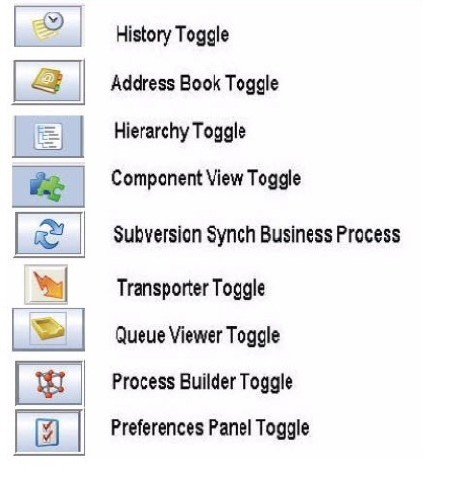 History Toggle
Address Book Toggle
Hierarchy Toggle
Component View Toggle
Subversion Synch Business Process
Transporter Toggle
Queue Viewer Toggle
Process Builder Toggle
Preferences Panel Toggle